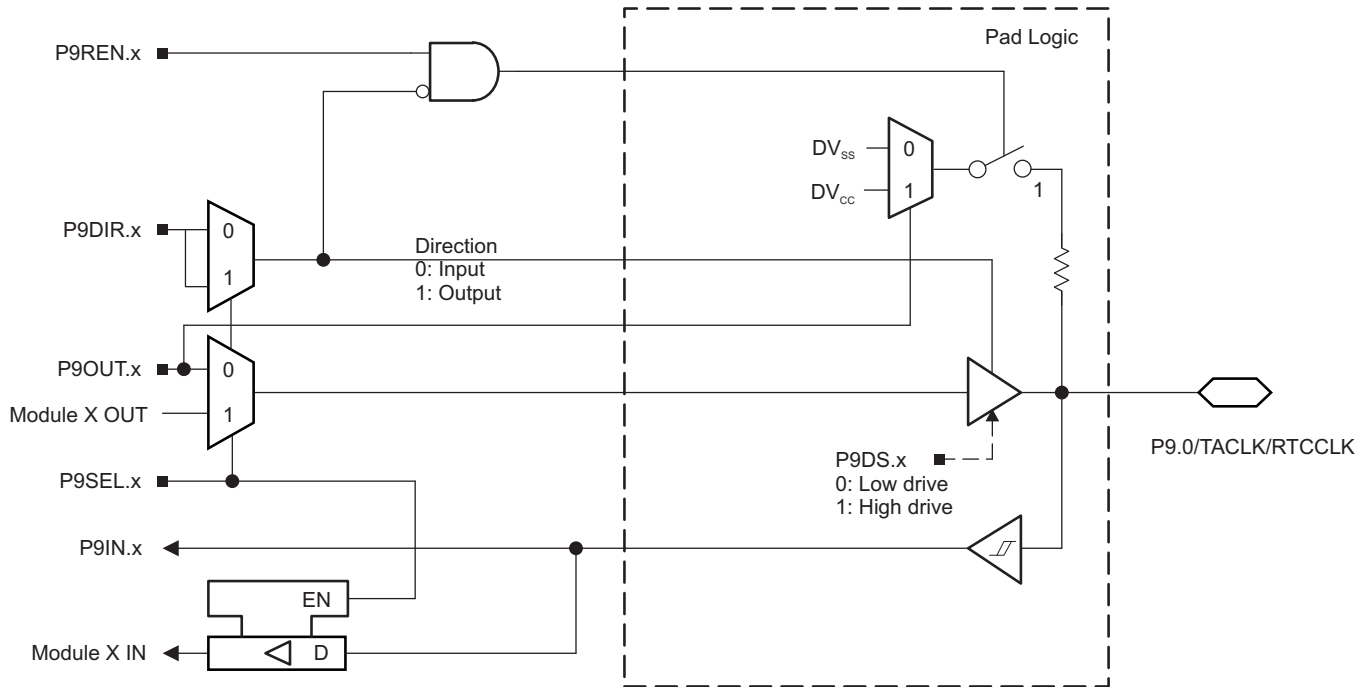 Pad Logic
P9REN.x
DVSS
0
DVCC
1
1
P9DIR.x
0
1
Direction
0: Input
1: Output
P9OUT.x
0
Module X OUT
1
P9SEL.x
P9DS.x
0: Low drive
1: High drive
P9.0/TACLK/RTCCLK
P9IN.x
EN
Module X IN
D